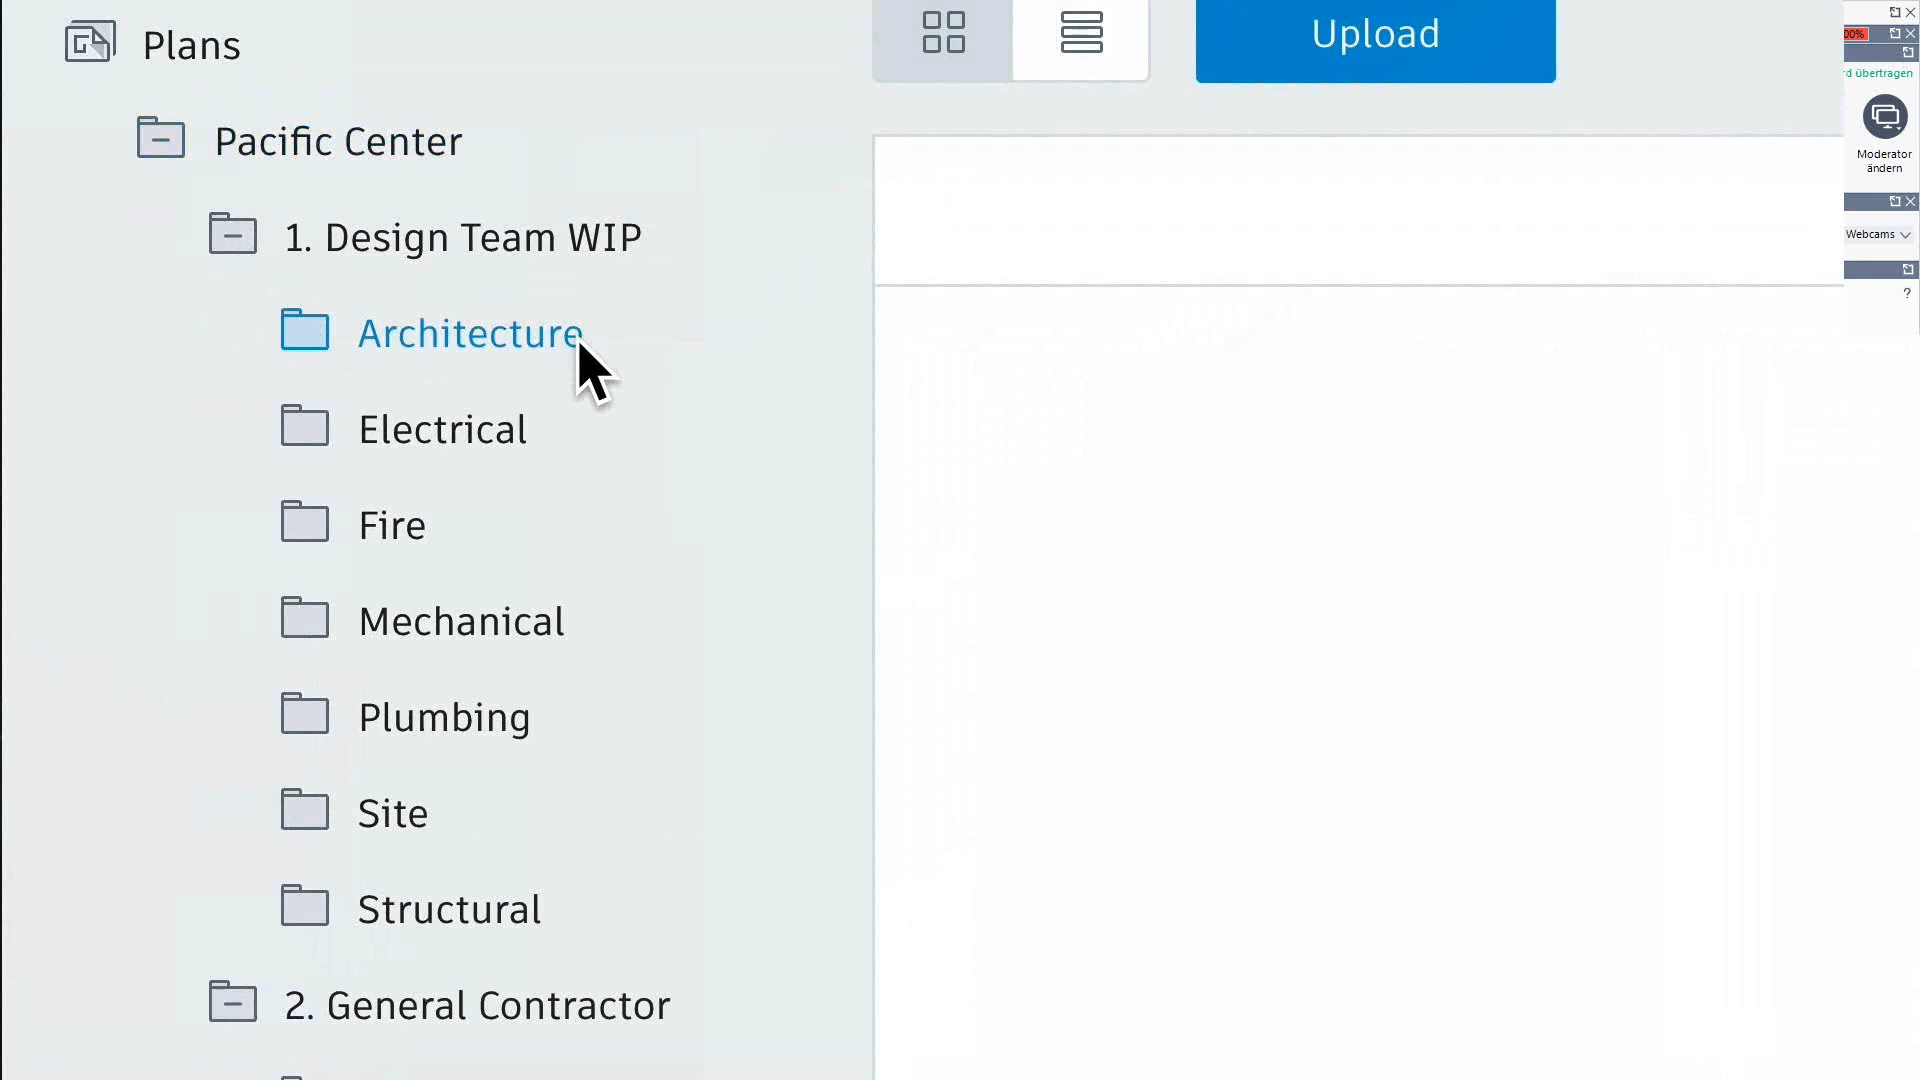 Plans
Pacific Center
1. Design Team WIP
Architecture
Electrical
Fire
Mechanical
Plumbing
Site
Structural
2. General Contractor
Upload
00%
übertragen
Moderator
ändern
Webcams
?